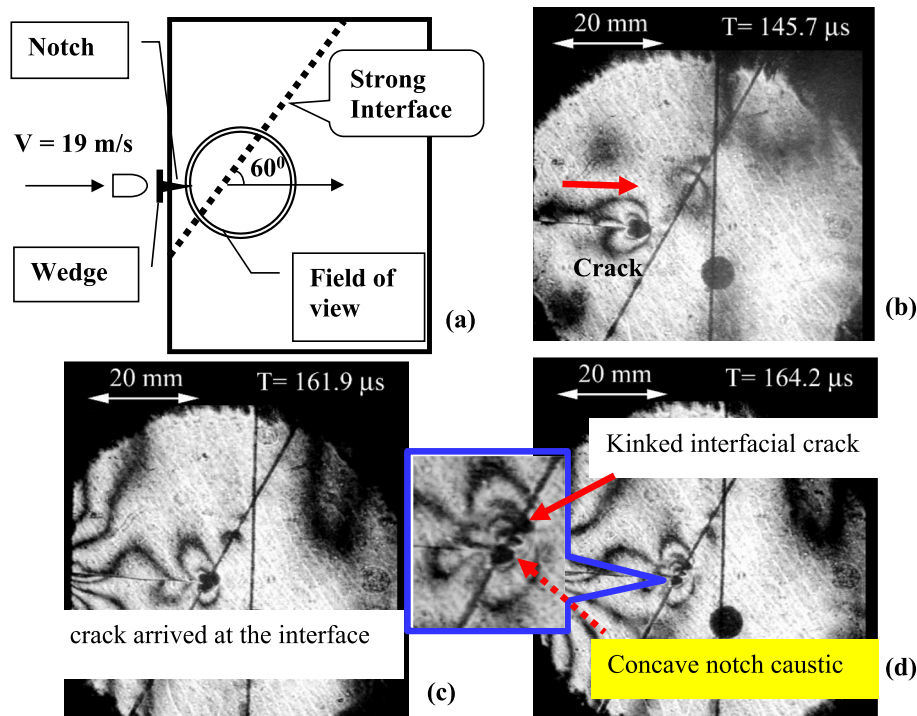 Notch
Strong
Interface
V = 19 m/s
60⁰
Wedge
Field of
view
(a)
20 mm
T= 145.7 μs
Crack
(b)
20 mm
T= 161.9 μs
crack arrived at the interface
(c)
20 mm
T= 164.2 μs
Kinked interfacial crack
Concave notch caustic
(d)